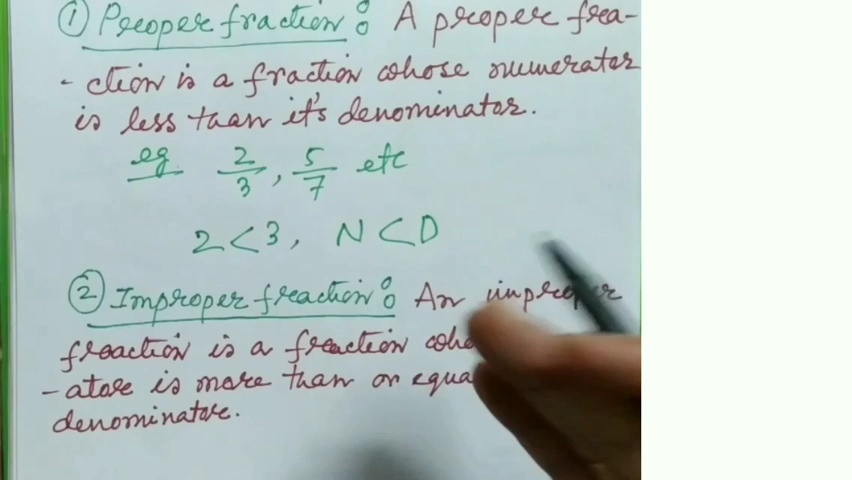 ① Proper fraction : A proper fra-
- ction is a fraction whose numerator
is less than it's denominator.
eg 2/3, 5/7 etc
2 < 3, N < D
② Improper fraction : An improper
fraction is a fraction
- ator is more than or equa
denominator.